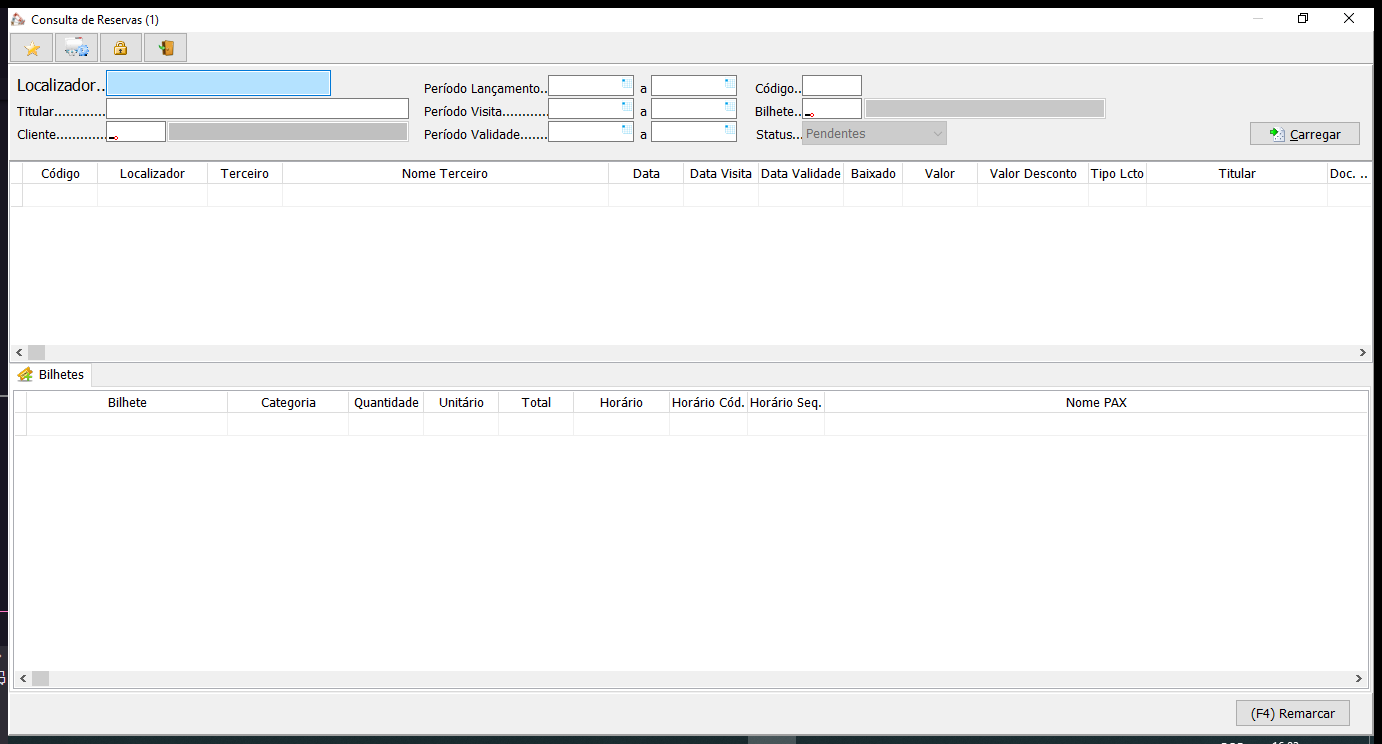 Consulta de Reservas (1)
Localizador.. Período Lançamento.. a Código..
Titular............. Período Visita............ a Bilhete..
Cliente............ Período Validade....... a Status... Pendentes Carregar
Código Localizador Terceiro Nome Terceiro Data Data Visita Data Validade Baixado Valor Valor Desconto Tipo Lcto Titular Doc. ..
Bilhetes
Bilhete Categoria Quantidade Unitário Total Horário Horário Cód. Horário Seq. Nome PAX
(F4) Remarcar